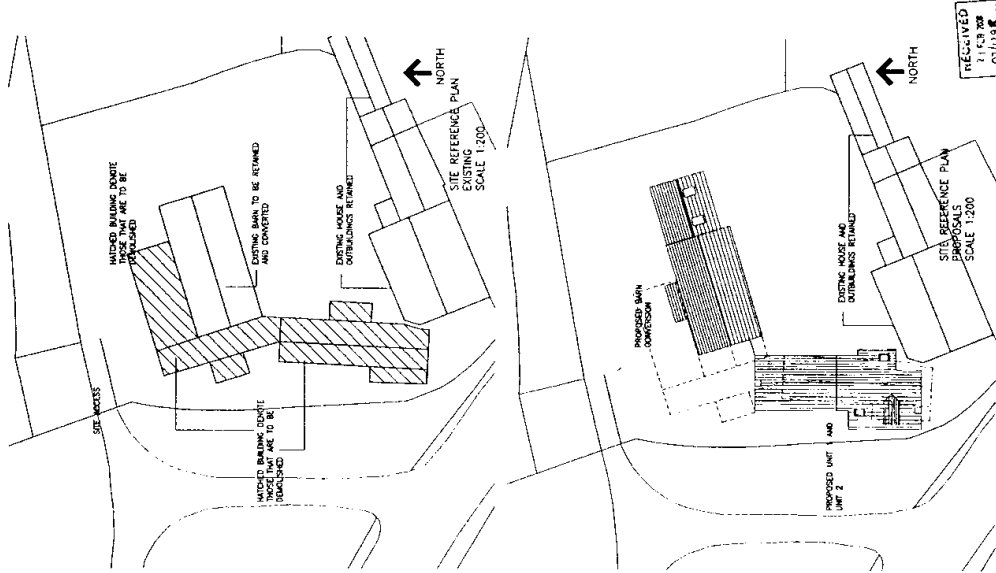 HATCHED BUILDING DENOTE
THOSE THAT ARE TO BE
DEMOLISHED
EXISTING BARN TO BE RETAINED
AND CONVERTED
EXISTING HOUSE AND
OUTBUILDINGS RETAINED
NORTH
SITE REFERENCE PLAN
EXISTING
SCALE 1:200
SITE ACCESS
HATCHED BUILDING DENOTE
THOSE THAT ARE TO BE
DEMOLISHED
PROPOSED BARN
CONVERSION
EXISTING HOUSE AND
OUTBUILDINGS RETAINED
NORTH
SITE REFERENCE PLAN
PROPOSALS
SCALE 1:200
PROPOSED UNIT 1 AND
UNIT 2
RECEIVED
FEB